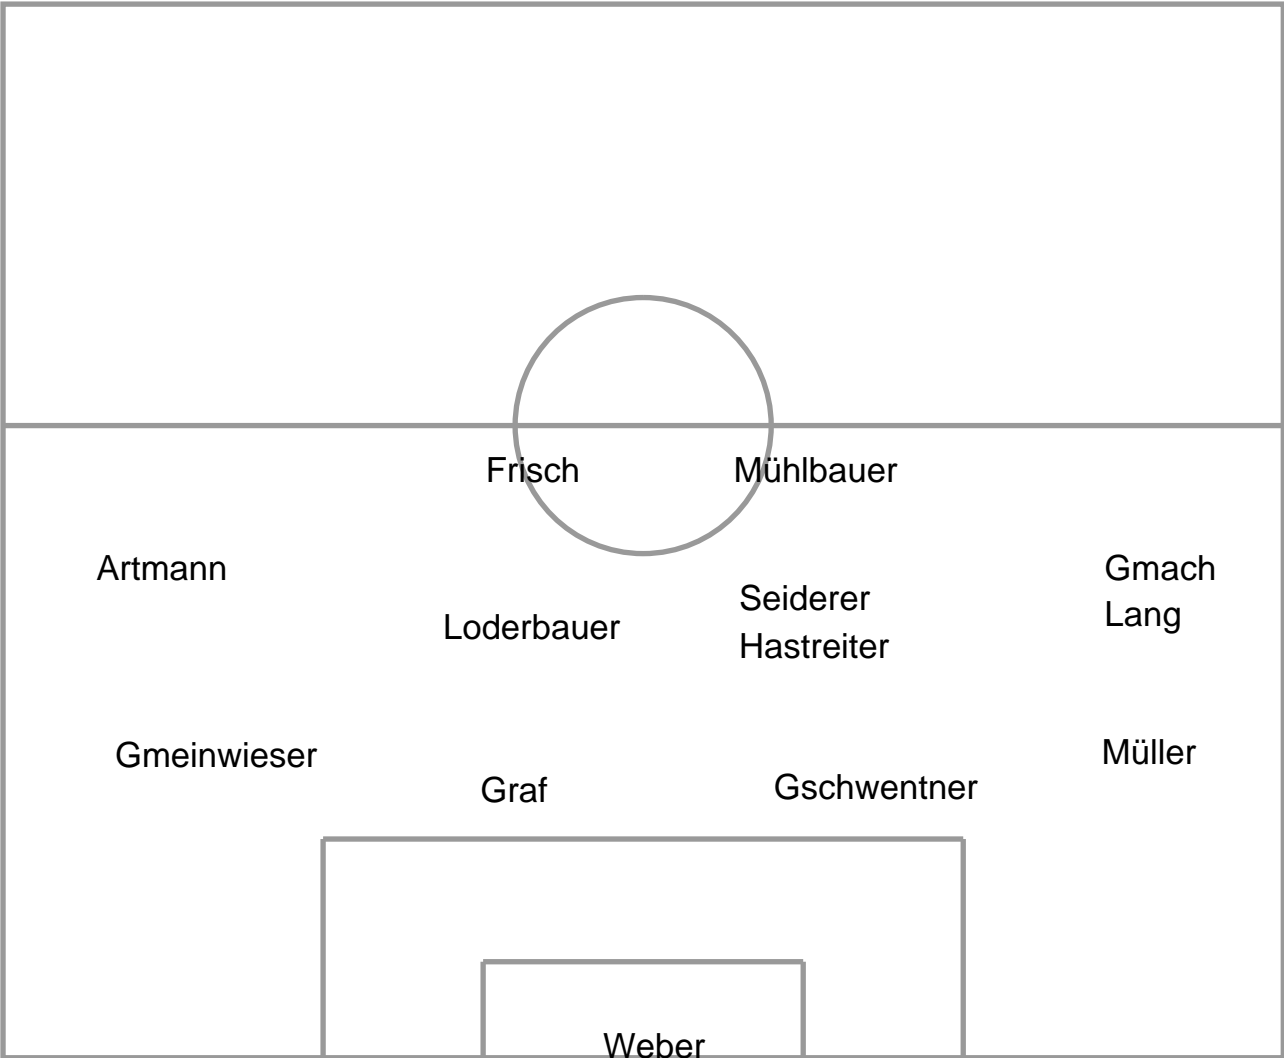 Frisch
Mühlbauer
Artmann
Gmach
Lang
Seiderer
Hastreiter
Loderbauer
Gmeinwieser
Müller
Graf
Gschwentner
Weber